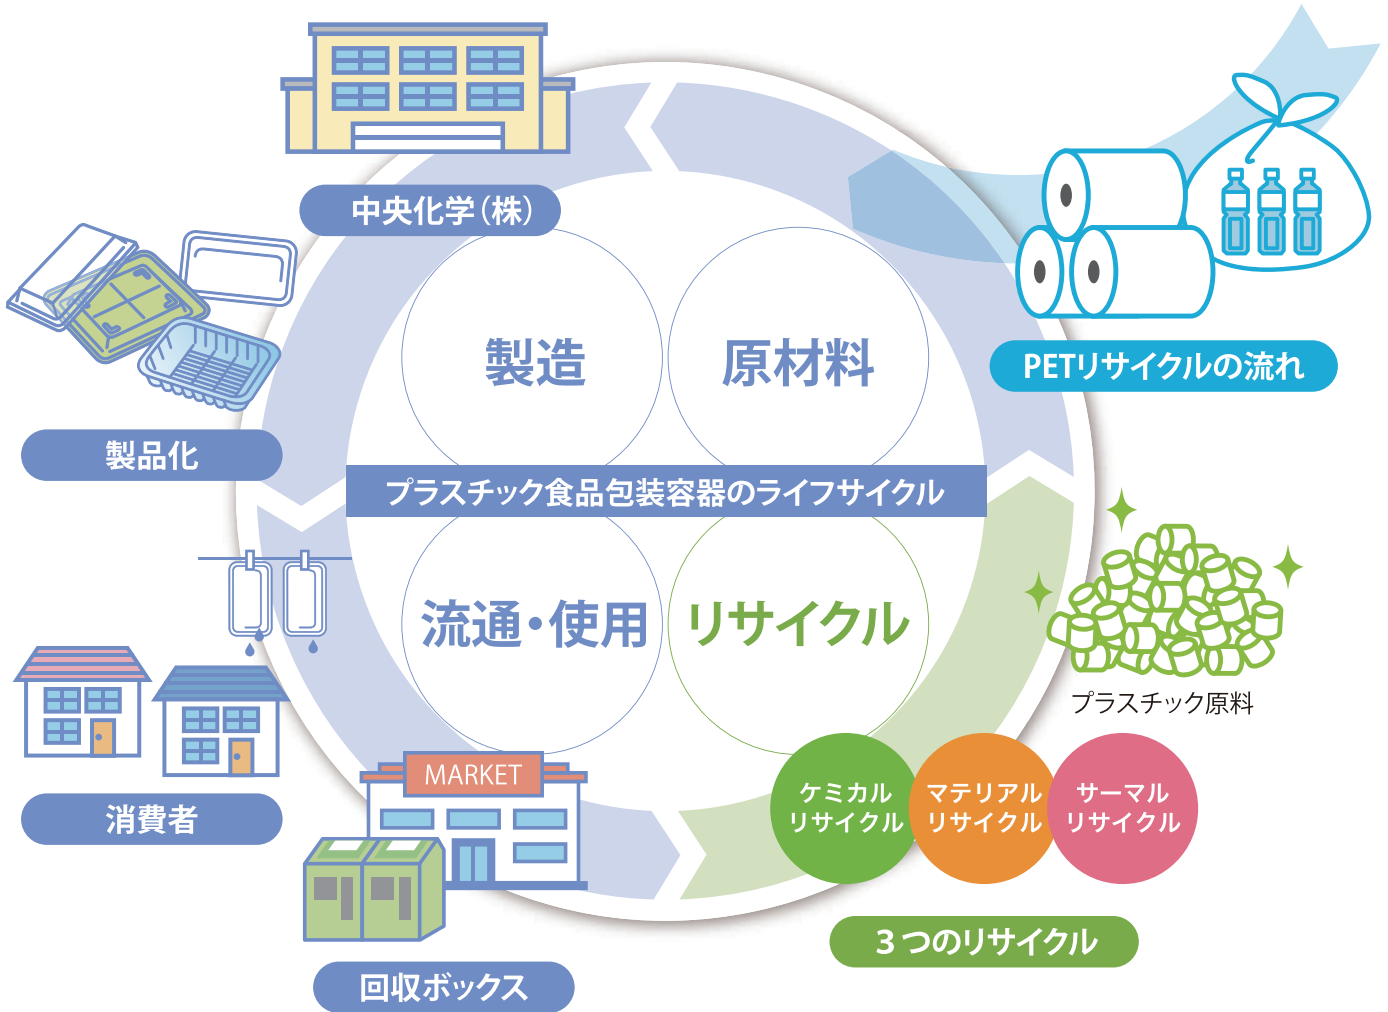 中央化学(株)
製造
原材料
PETリサイクルの流れ
製品化
プラスチック食品包装容器のライフサイクル
流通・使用
リサイクル
プラスチック原料
消費者
MARKET
ケミカル
リサイクル
マテリアル
リサイクル
サーマル
リサイクル
3つのリサイクル
回収ボックス